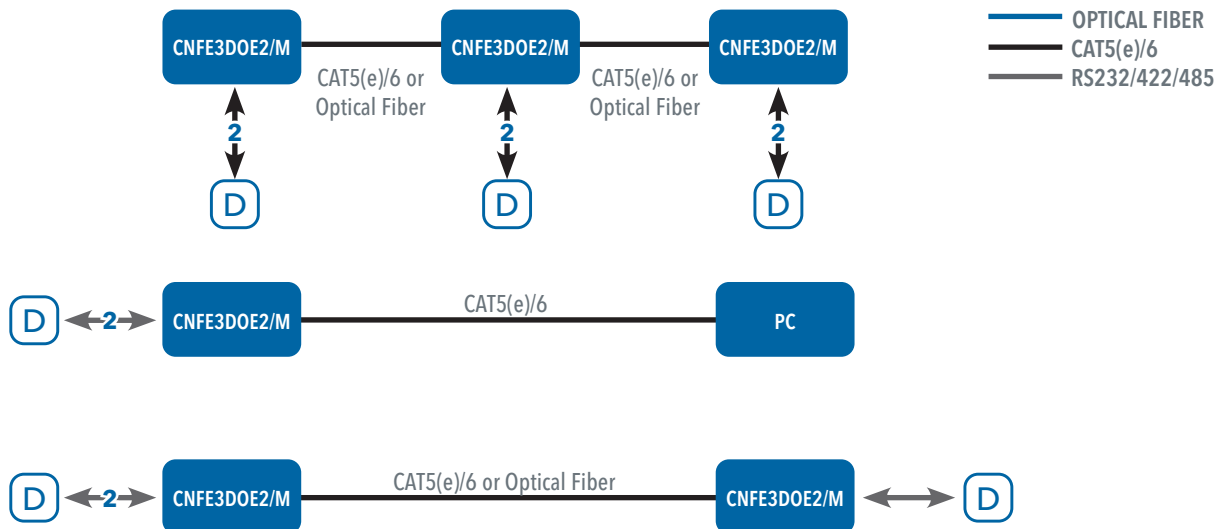 CNFE3DOE2/M
CNFE3DOE2/M
CNFE3DOE2/M
OPTICAL FIBER
CAT5(e)/6
RS232/422/485
CAT5(e)/6 or
Optical Fiber
CAT5(e)/6 or
Optical Fiber
2
2
2
D
D
D
D
2
CNFE3DOE2/M
CAT5(e)/6
PC
D
2
CNFE3DOE2/M
CAT5(e)/6 or Optical Fiber
CNFE3DOE2/M
D